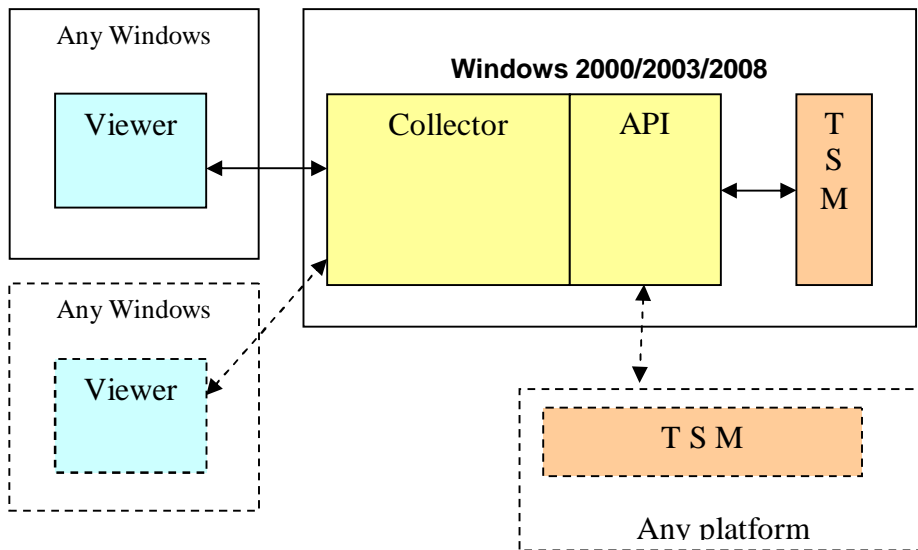 Any Windows
Viewer
Windows 2000/2003/2008
Collector
API
T
S
M
Any Windows
Viewer
T S M
Any platform